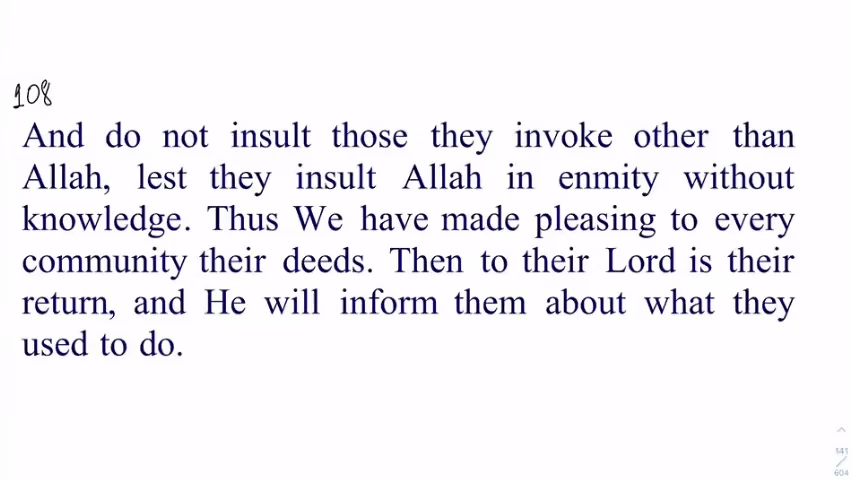 108
And do not insult those they invoke other than
Allah, lest they insult Allah in enmity without
knowledge. Thus We have made pleasing to every
community their deeds. Then to their Lord is their
return, and He will inform them about what they
used to do.
141
604